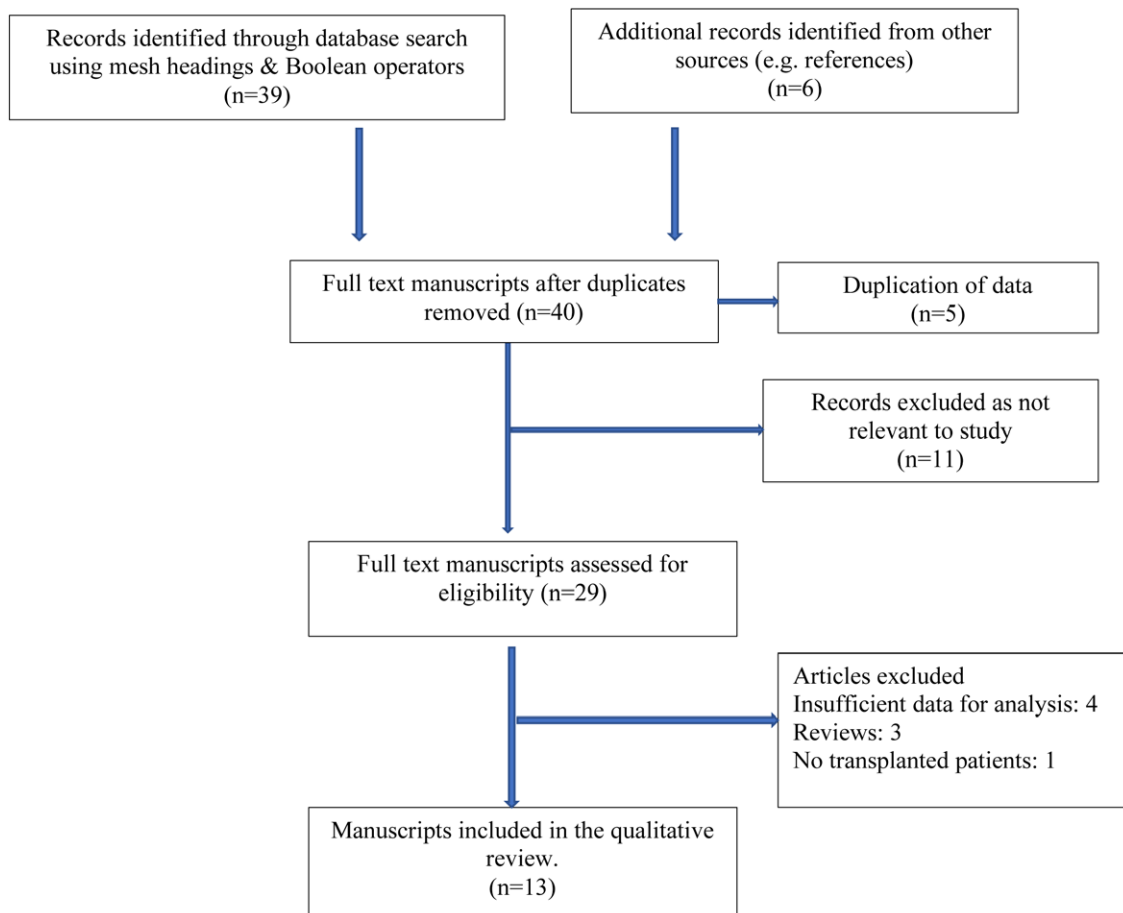 Records identified through database search
using mesh headings & Boolean operators
(n=39)
Additional records identified from other
sources (e.g. references)
(n=6)
Full text manuscripts after duplicates
removed (n=40)
Duplication of data
(n=5)
Records excluded as not
relevant to study
(n=11)
Full text manuscripts assessed for
eligibility (n=29)
Articles excluded
Insufficient data for analysis: 4
Reviews: 3
No transplanted patients: 1
Manuscripts included in the qualitative
review.
(n=13)